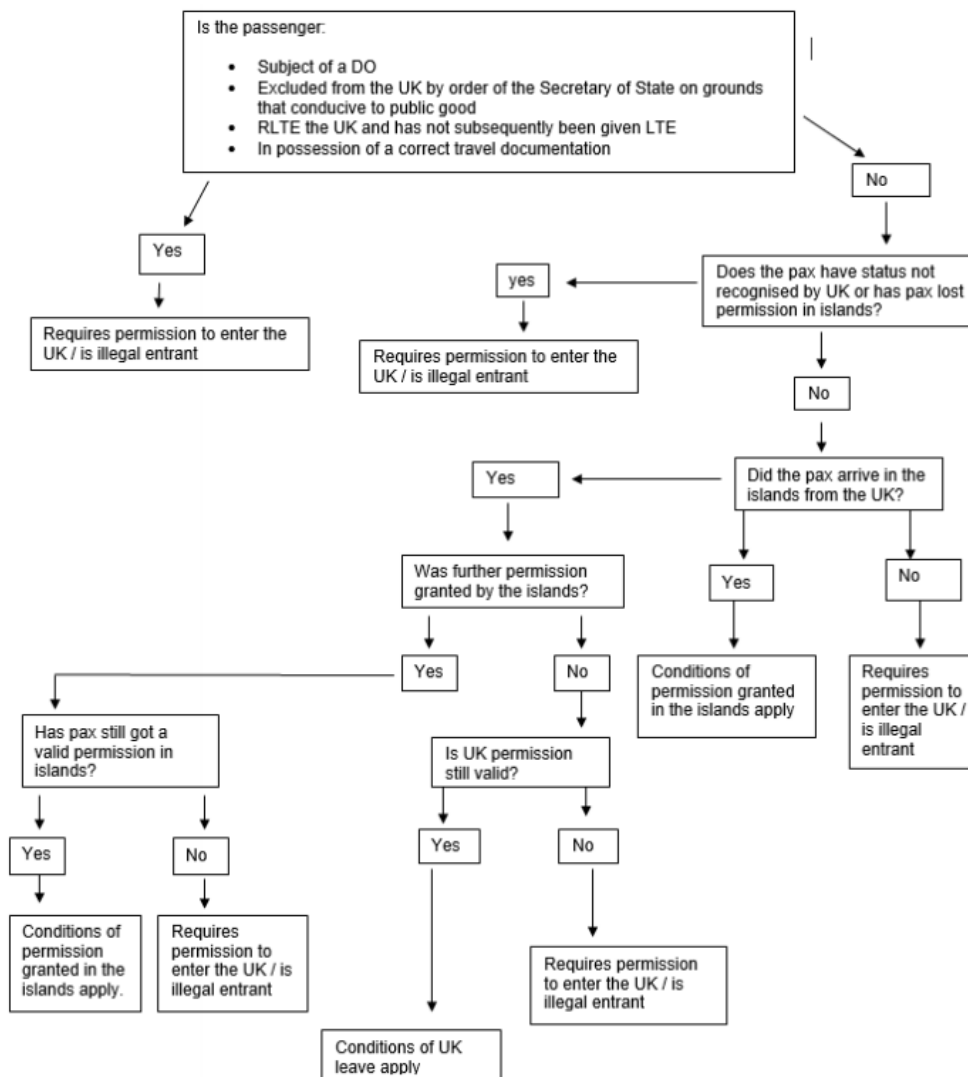 Is the passenger:
• Subject of a DO
• Excluded from the UK by order of the Secretary of State on grounds
that conducive to public good
• RLTE the UK and has not subsequently been given LTE
• In possession of a correct travel documentation
No
Yes
Does the pax have status not
recognised by UK or has pax lost
permission in islands?
yes
Requires permission to enter the
UK / is illegal entrant
Requires permission to enter the
UK / is illegal entrant
No
Yes
Did the pax arrive in the
islands from the UK?
Was further permission
granted by the islands?
Yes
No
Yes
No
Conditions of
permission granted
in the islands apply
Requires
permission to
enter the UK /
is illegal
entrant
Has pax still got a
valid permission in
islands?
Is UK permission
still valid?
Yes
No
Yes
No
Conditions of
permission
granted in the
islands apply.
Requires
permission to
enter the UK / is
illegal entrant
Requires permission
to enter the UK / is
illegal entrant
Conditions of UK
leave apply